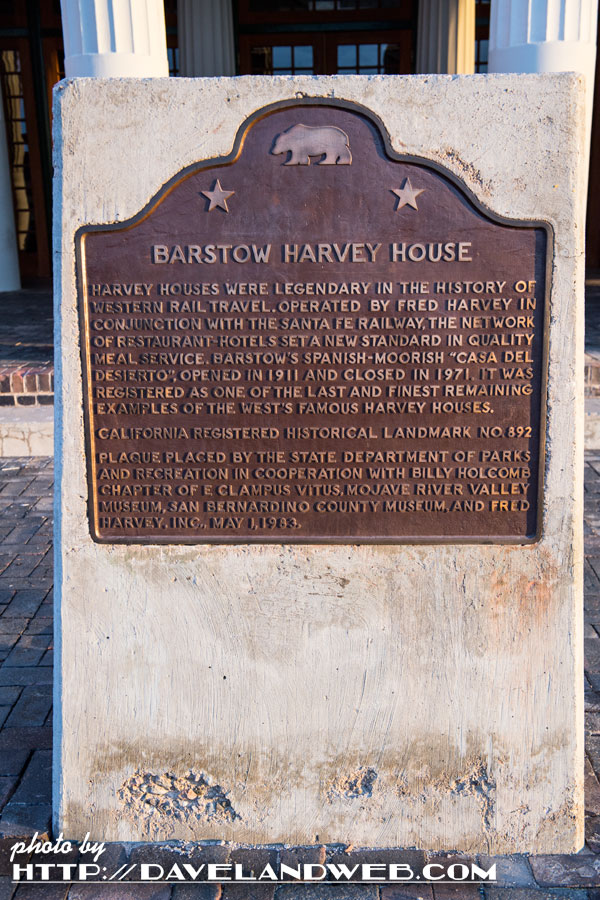 BARSTOW HARVEY HOUSE
HARVEY HOUSES WERE LEGENDARY IN THE HISTORY OF
WESTERN RAIL TRAVEL. OPERATED BY FRED HARVEY IN
CONJUNCTION WITH THE SANTA FE RAILWAY, THE NETWORK
OF RESTAURANT-HOTELS SET A NEW STANDARD IN QUALITY
MEAL SERVICE. BARSTOW'S SPANISH-MOORISH "CASA DEL
DESIERTO", OPENED IN 1911 AND CLOSED IN 1971. IT WAS
REGISTERED AS ONE OF THE LAST AND FINEST REMAINING
EXAMPLES OF THE WEST'S FAMOUS HARVEY HOUSES.
CALIFORNIA REGISTERED HISTORICAL LANDMARK NO. 892
PLAQUE PLACED BY THE STATE DEPARTMENT OF PARKS
AND RECREATION IN COOPERATION WITH BILLY HOLCOMB
CHAPTER OF E CLAMPUS VITUS, MOJAVE RIVER VALLEY
MUSEUM, SAN BERNARDINO COUNTY MUSEUM, AND FRED
HARVEY, INC., MAY 1, 1983.
photo by
HTTP://DAVELANDWEB.COM